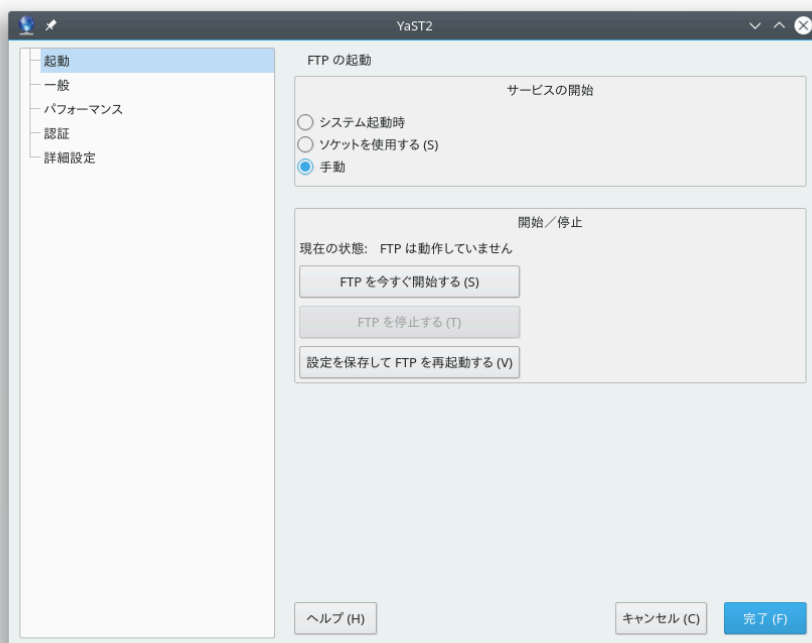 YaST2
起動
一般
パフォーマンス
認証
詳細設定
FTP の起動
サービスの開始
システム起動時
ソケットを使用する (S)
手動
開始／停止
現在の状態: FTP は動作していません
FTP を今すぐ開始する (S)
FTP を停止する (T)
設定を保存して FTP を再起動する (V)
ヘルプ (H)
キャンセル (C)
完了 (F)